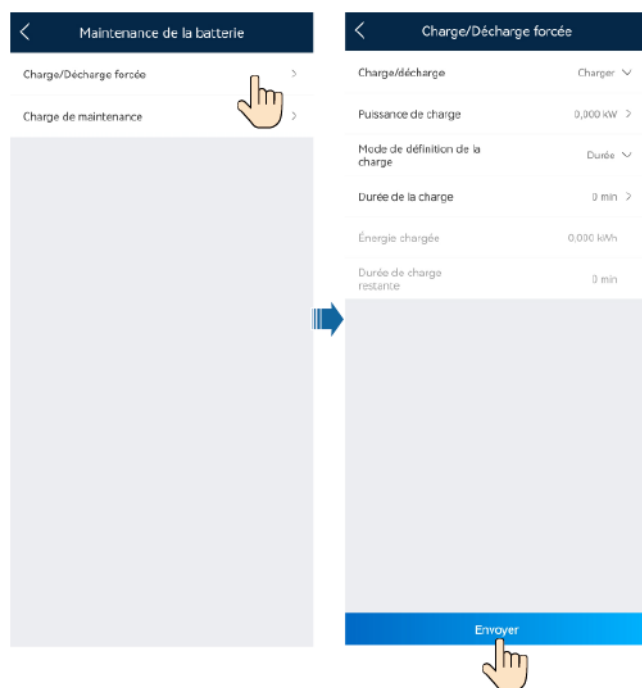 Maintenance de la batterie
Charge/Décharge forcée
Charge de maintenance
Charge/Décharge forcée
Charge/décharge
Charger
Puissance de charge
0,000 kW
Mode de définition de la
charge
Durée
Durée de la charge
0 min
Énergie chargée
0,000 kWh
Durée de charge
restante
0 min
Envoyer